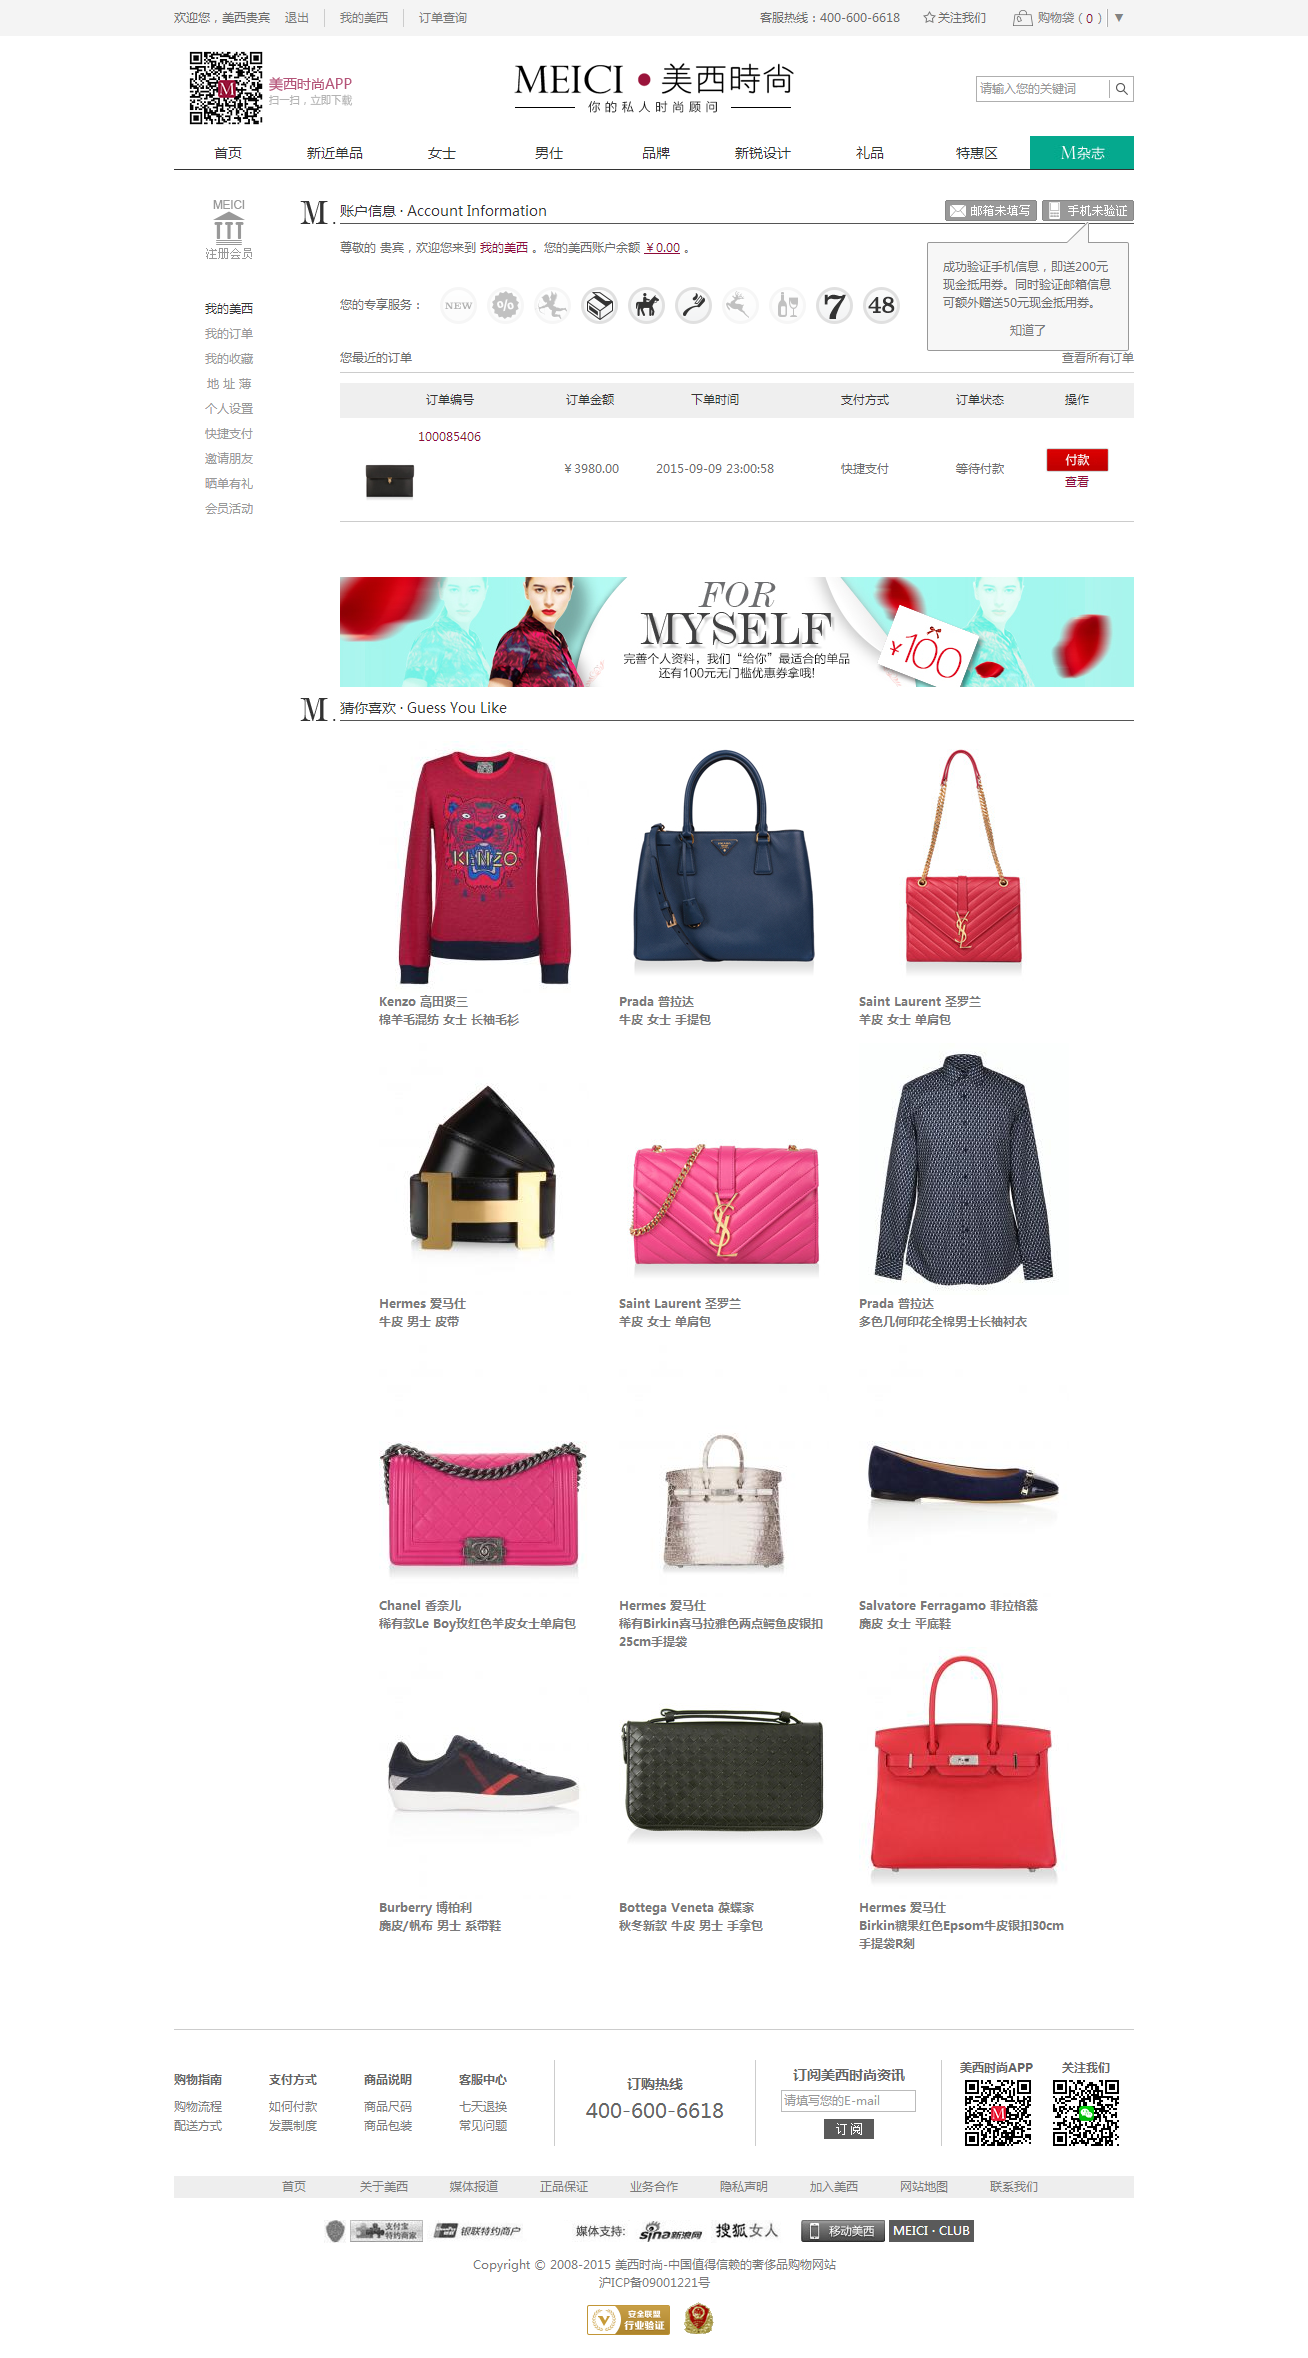 欢迎您，美西贵宾 退出 我的美西 订单查询 客服热线：400-600-6618 关注我们 购物袋（0）
美西时尚APP
扫一扫，立即下载
MEICI·美西時尚
你的私人时尚顾问
请输入您的关键词
首页 新近单品 女士 男仕 品牌 新锐设计 礼品 特惠区 M杂志
MEICI
注册会员
我的美西
我的订单
我的收藏
地 址 薄
个人设置
快捷支付
邀请朋友
晒单有礼
会员活动
M. 账户信息 · Account Information 邮箱未填写 手机未验证
尊敬的 贵宾，欢迎您来到 我的美西 。您的美西账户余额 ￥0.00 。
成功验证手机信息，即送200元
现金抵用券。同时验证邮箱信息
可额外赠送50元现金抵用券。
知道了
您的专享服务： NEW % 7 48
您最近的订单 查看所有订单
订单编号 订单金额 下单时间 支付方式 订单状态 操作
100085406
￥3980.00 2015-09-09 23:00:58 快捷支付 等待付款 付款
查看
FOR
MYSELF
完善个人资料，我们“给你”最适合的单品
还有100元无门槛优惠券拿哦!
¥100
M. 猜你喜欢 · Guess You Like
KENZO
PARIS
Kenzo 高田贤三
棉羊毛混纺 女士 长袖毛衫
Prada 普拉达
牛皮 女士 手提包
Saint Laurent 圣罗兰
羊皮 女士 单肩包
Hermes 爱马仕
牛皮 男士 皮带
Saint Laurent 圣罗兰
羊皮 女士 单肩包
Prada 普拉达
多色几何印花全棉男士长袖衬衣
Chanel 香奈儿
稀有款Le Boy玫红色羊皮女士单肩包
Hermes 爱马仕
稀有Birkin喜马拉雅色两点鳄鱼皮银扣
25cm手提袋
Salvatore Ferragamo 菲拉格慕
麂皮 女士 平底鞋
Burberry 博柏利
麂皮/帆布 男士 系带鞋
Bottega Veneta 葆蝶家
秋冬新款 牛皮 男士 手拿包
Hermes 爱马仕
Birkin糖果红色Epsom牛皮银扣30cm
手提袋R刻
购物指南 支付方式 商品说明 客服中心
购物流程 如何付款 商品尺码 七天退换
配送方式 发票制度 商品包装 常见问题
订购热线
400-600-6618
订阅美西时尚资讯
请填写您的E-mail
订 阅
美西时尚APP 关注我们
首页 关于美西 媒体报道 正品保证 业务合作 隐私声明 加入美西 网站地图 联系我们
支付宝
特约商家
银联特约商户 媒体支持: sina新浪网 搜狐女人 移动美西 MEICI · CLUB
Copyright © 2008-2015 美西时尚-中国值得信赖的奢侈品购物网站
沪ICP备09001221号
安全联盟
行业验证